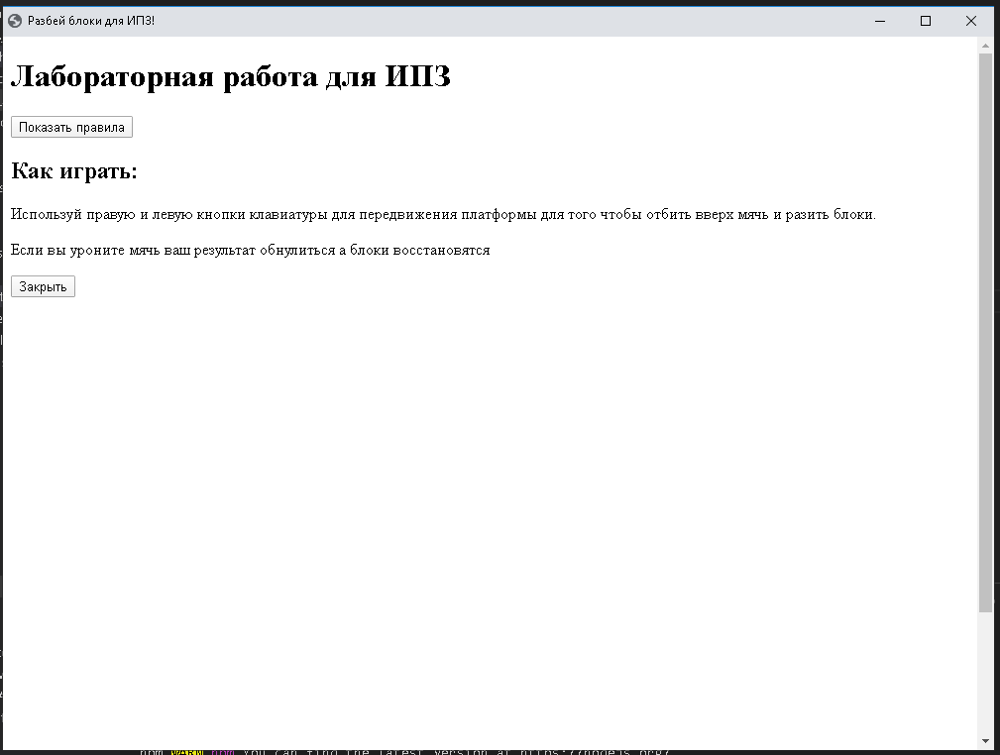 Разбей блоки для ИПЗ!
Лабораторная работа для ИПЗ
Показать правила
Как играть:
Используй правую и левую кнопки клавиатуры для передвижения платформы для того чтобы отбить вверх мячь и разить блоки.
Если вы уроните мячь ваш результат обнулиться а блоки восстановятся
Закрыть
npm WARN npm You can find the latest version at https://nodejs.org/